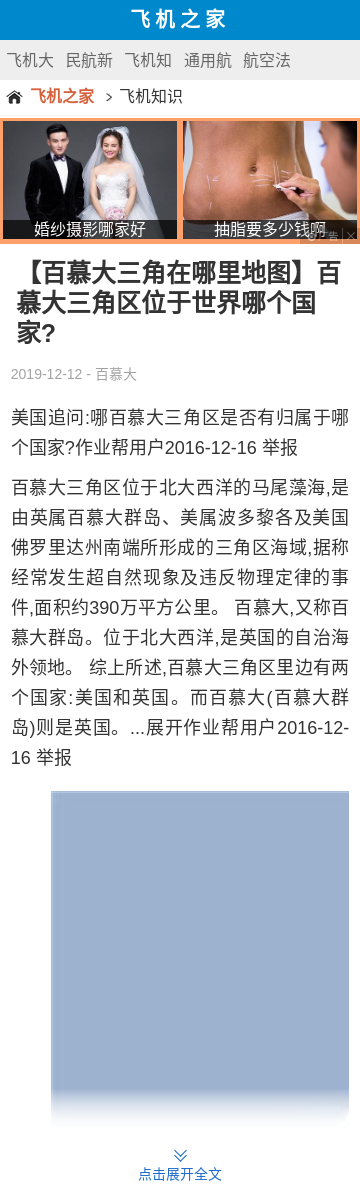 飞机之家
飞机大 民航新 飞机知 通用航 航空法
飞机之家 > 飞机知识
婚纱摄影哪家好 抽脂要多少钱啊
广告
【百慕大三角在哪里地图】百
慕大三角区位于世界哪个国
家?
2019-12-12 - 百慕大
美国追问:哪百慕大三角区是否有归属于哪
个国家?作业帮用户2016-12-16 举报
百慕大三角区位于北大西洋的马尾藻海,是
由英属百慕大群岛、美属波多黎各及美国
佛罗里达州南端所形成的三角区海域,据称
经常发生超自然现象及违反物理定律的事
件,面积约390万平方公里。 百慕大,又称百
慕大群岛。位于北大西洋,是英国的自治海
外领地。 综上所述,百慕大三角区里边有两
个国家:美国和英国。而百慕大(百慕大群
岛)则是英国。...展开作业帮用户2016-12-
16 举报
点击展开全文